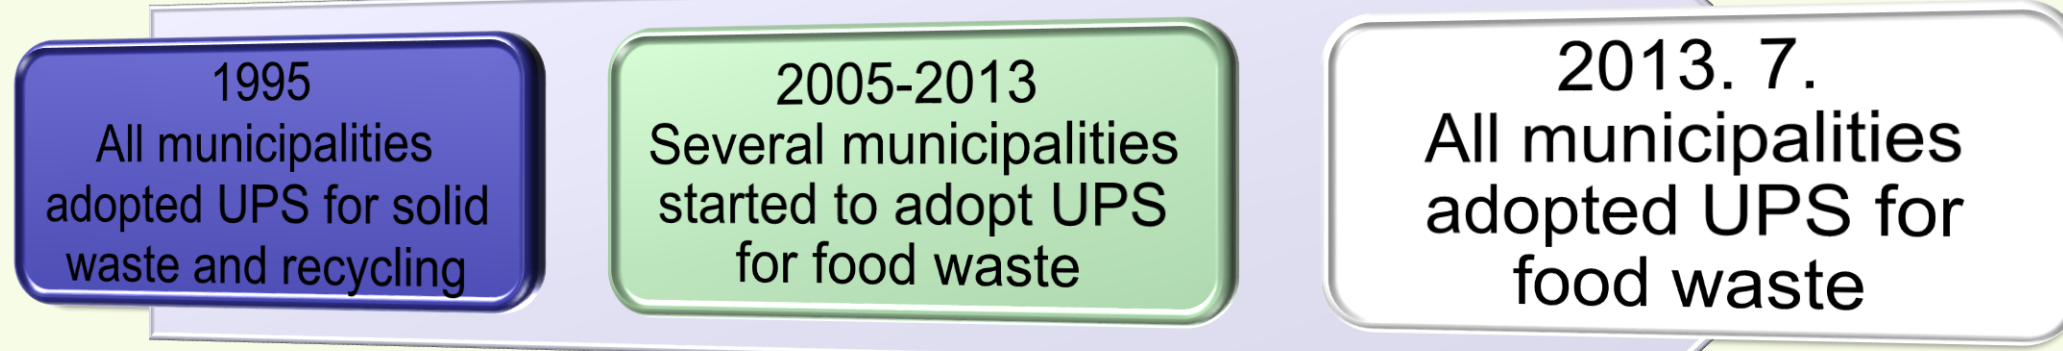 1995
All municipalities
adopted UPS for solid
waste and recycling
2005-2013
Several municipalities
started to adopt UPS
for food waste
2013. 7.
All municipalities
adopted UPS for
food waste